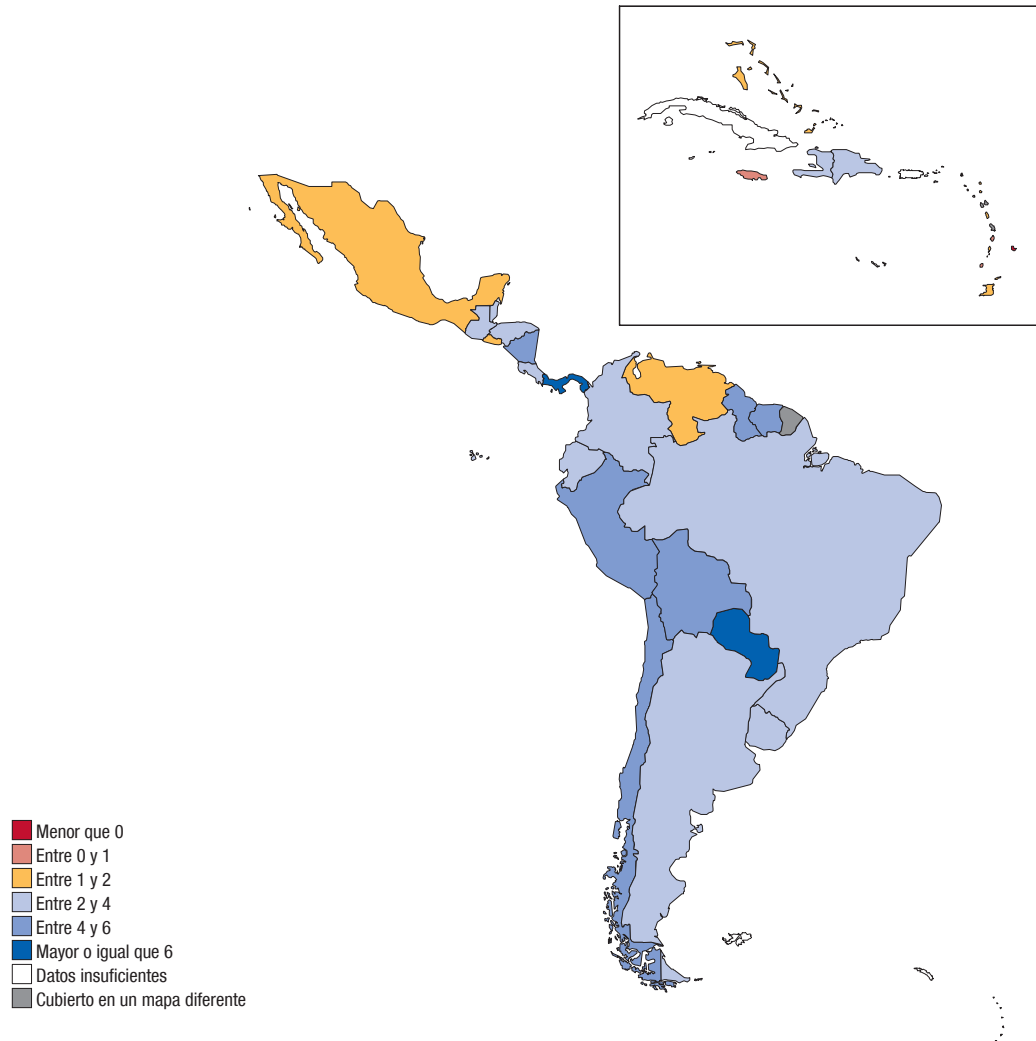 Menor que 0
Entre 0 y 1
Entre 1 y 2
Entre 2 y 4
Entre 4 y 6
Mayor o igual que 6
Datos insuficientes
Cubierto en un mapa diferente